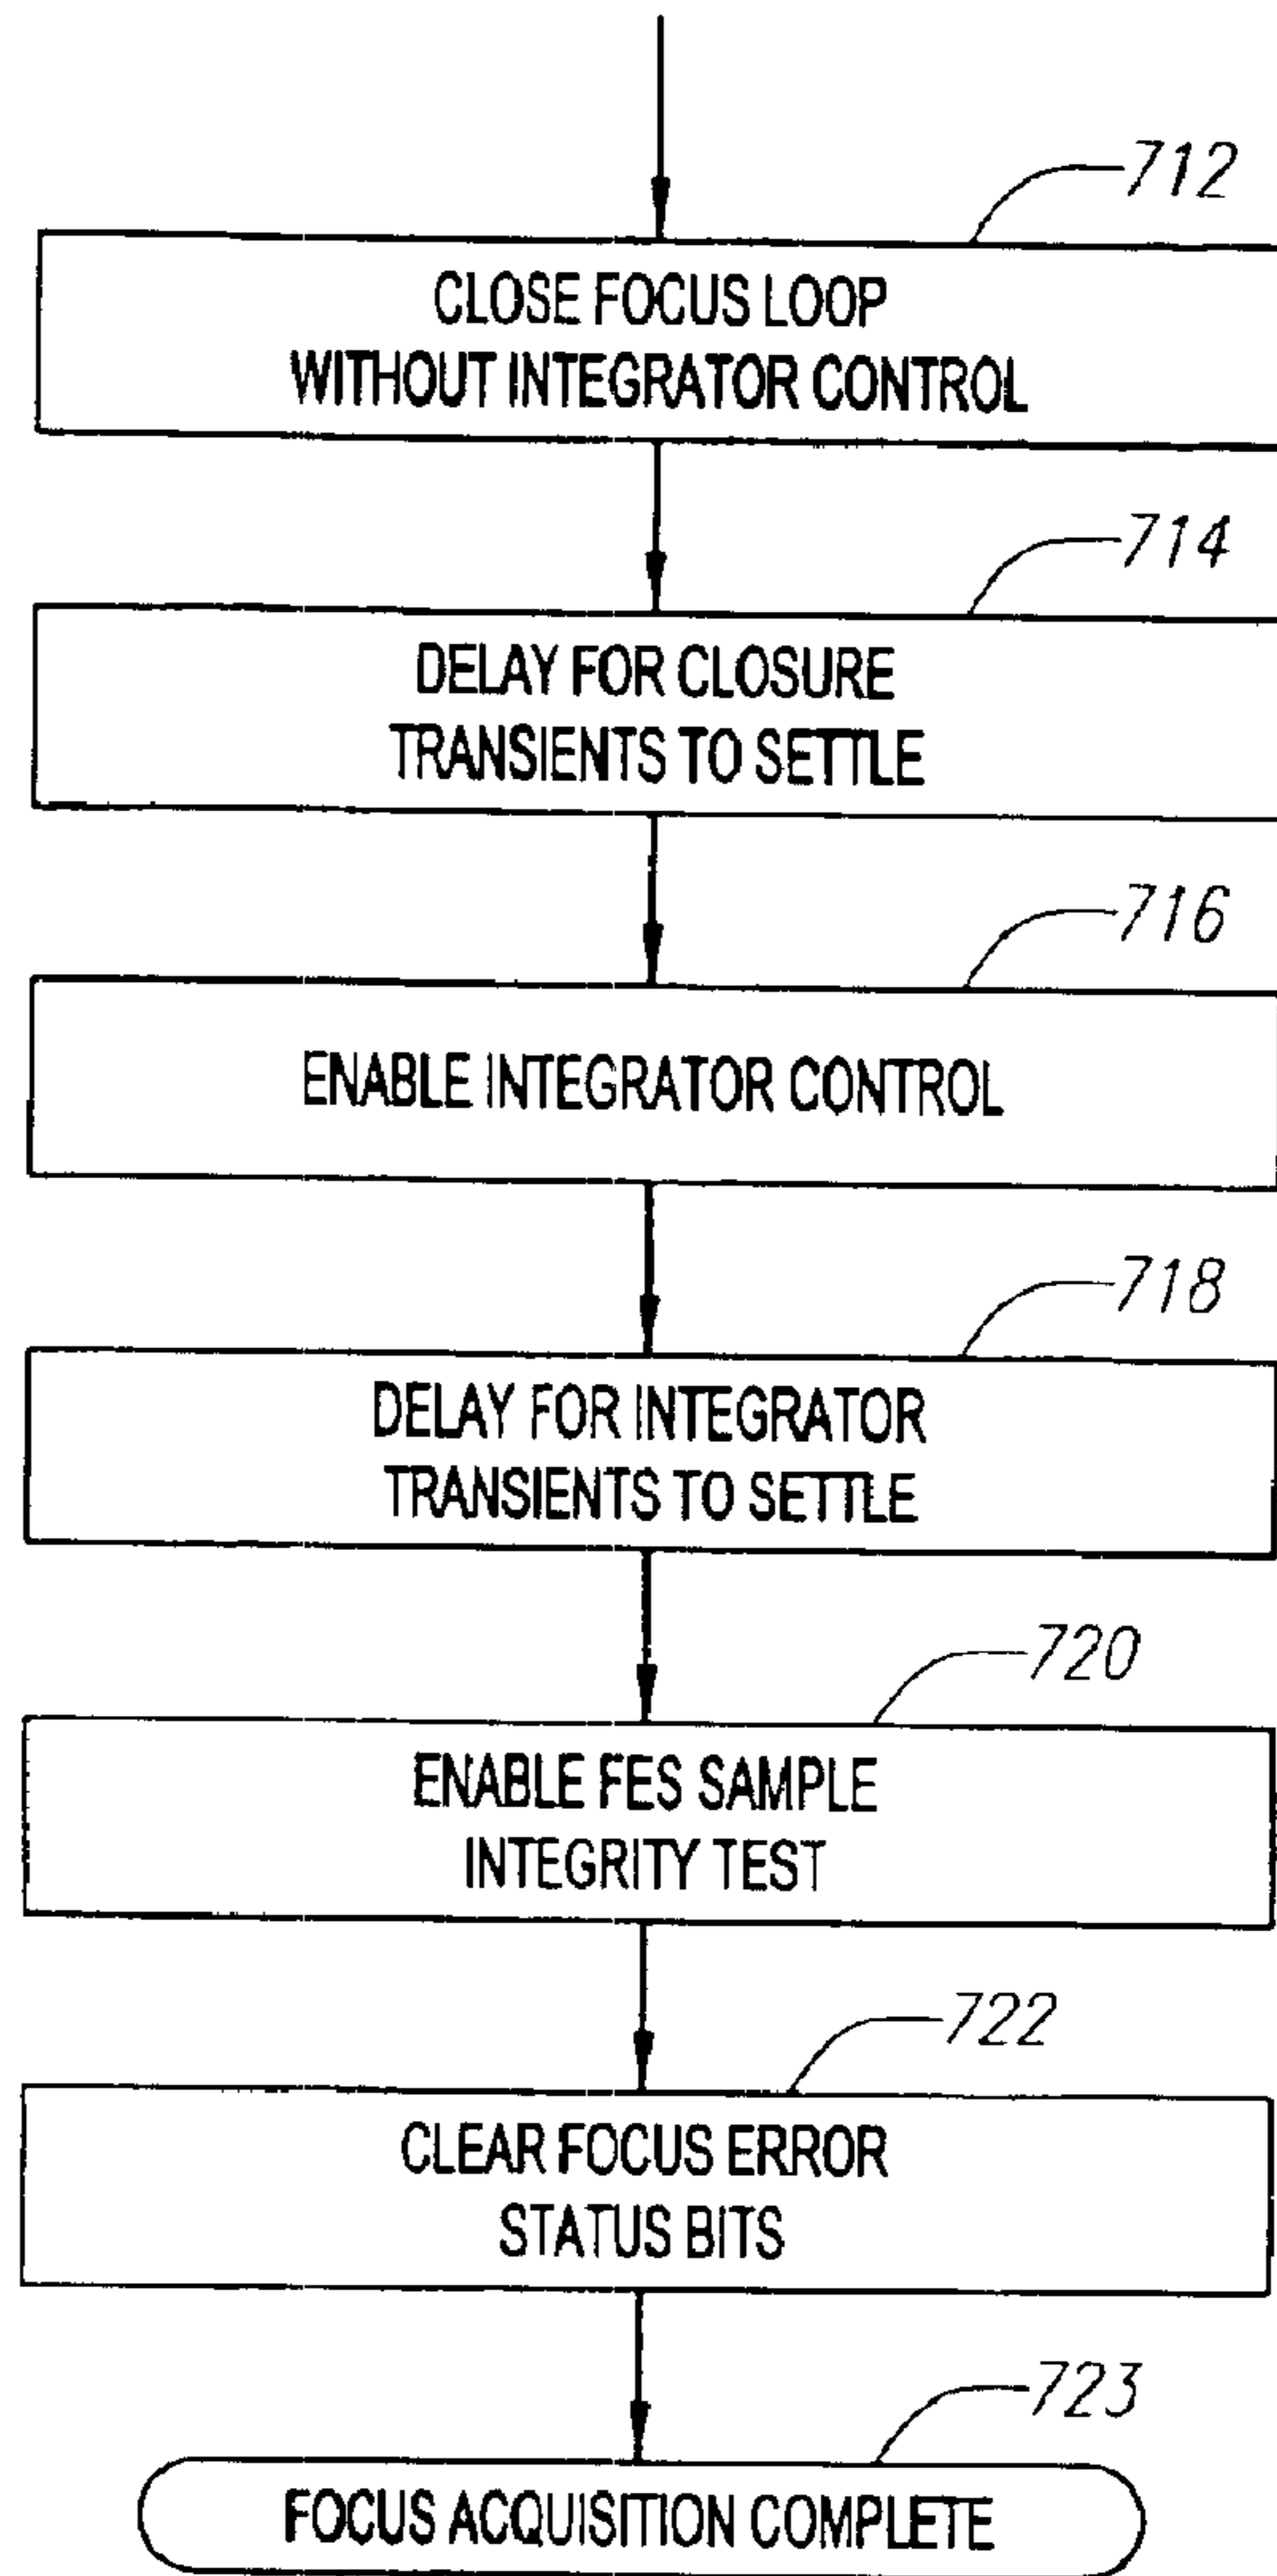 712
CLOSE FOCUS LOOP
WITHOUT INTEGRATOR CONTROL
714
DELAY FOR CLOSURE
TRANSIENTS TO SETTLE
716
ENABLE INTEGRATOR CONTROL
718
DELAY FOR INTEGRATOR
TRANSIENTS TO SETTLE
720
ENABLE FES SAMPLE
INTEGRITY TEST
722
CLEAR FOCUS ERROR
STATUS BITS
723
FOCUS ACQUISITION COMPLETE